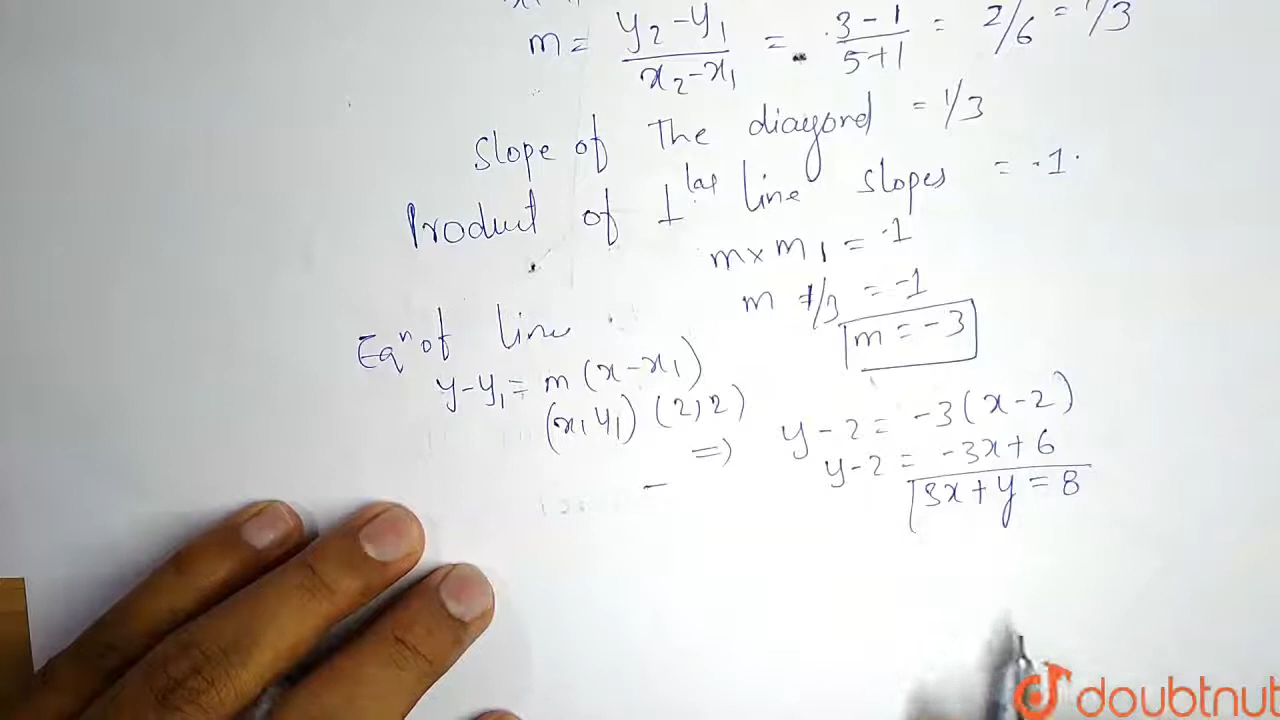 m = y2-y1 / x2-x1 = 3-1 / 5+1 = 2/6 = 1/3
Slope of the diagonal = 1/3
Product of ⊥lar line slopes = -1.
m × m1 = -1
m 1/3 = -1
m = -3
Eqn of line
y-y1 = m(x-x1)
(x1 y1) (2,2)
⇒ y-2 = -3(x-2)
y-2 = -3x+6
3x+y = 8
doubtnut